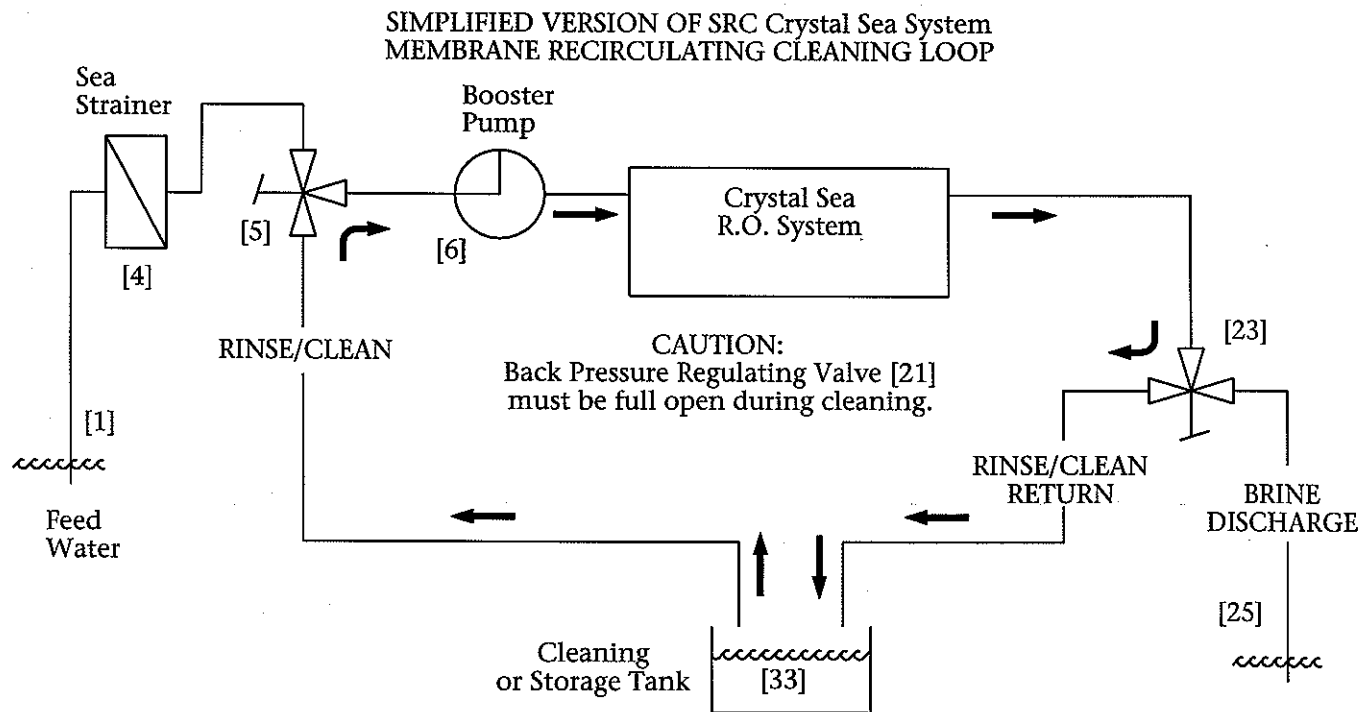 SIMPLIFIED VERSION OF SRC Crystal Sea System
MEMBRANE RECIRCULATING CLEANING LOOP
Sea
Strainer
Booster
Pump
Crystal Sea
R.O. System
[5]
[6]
[4]
[23]
RINSE/CLEAN
CAUTION:
Back Pressure Regulating Valve [21]
must be full open during cleaning.
[1]
Feed
Water
RINSE/CLEAN
RETURN
BRINE
DISCHARGE
[25]
Cleaning
or Storage Tank
[33]